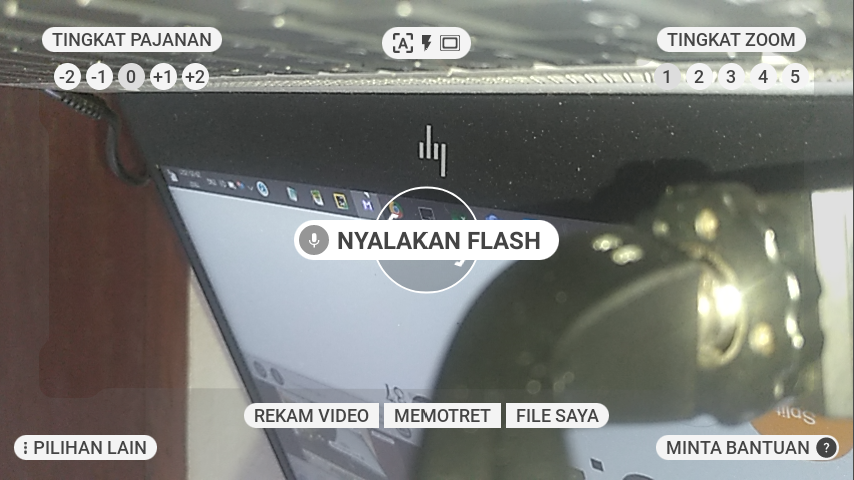 TINGKAT PAJANAN
TINGKAT ZOOM
-2 -1 0 +1 +2
1 2 3 4 5
NYALAKAN FLASH
REKAM VIDEO MEMOTRET FILE SAYA
PILIHAN LAIN
MINTA BANTUAN ?
Split